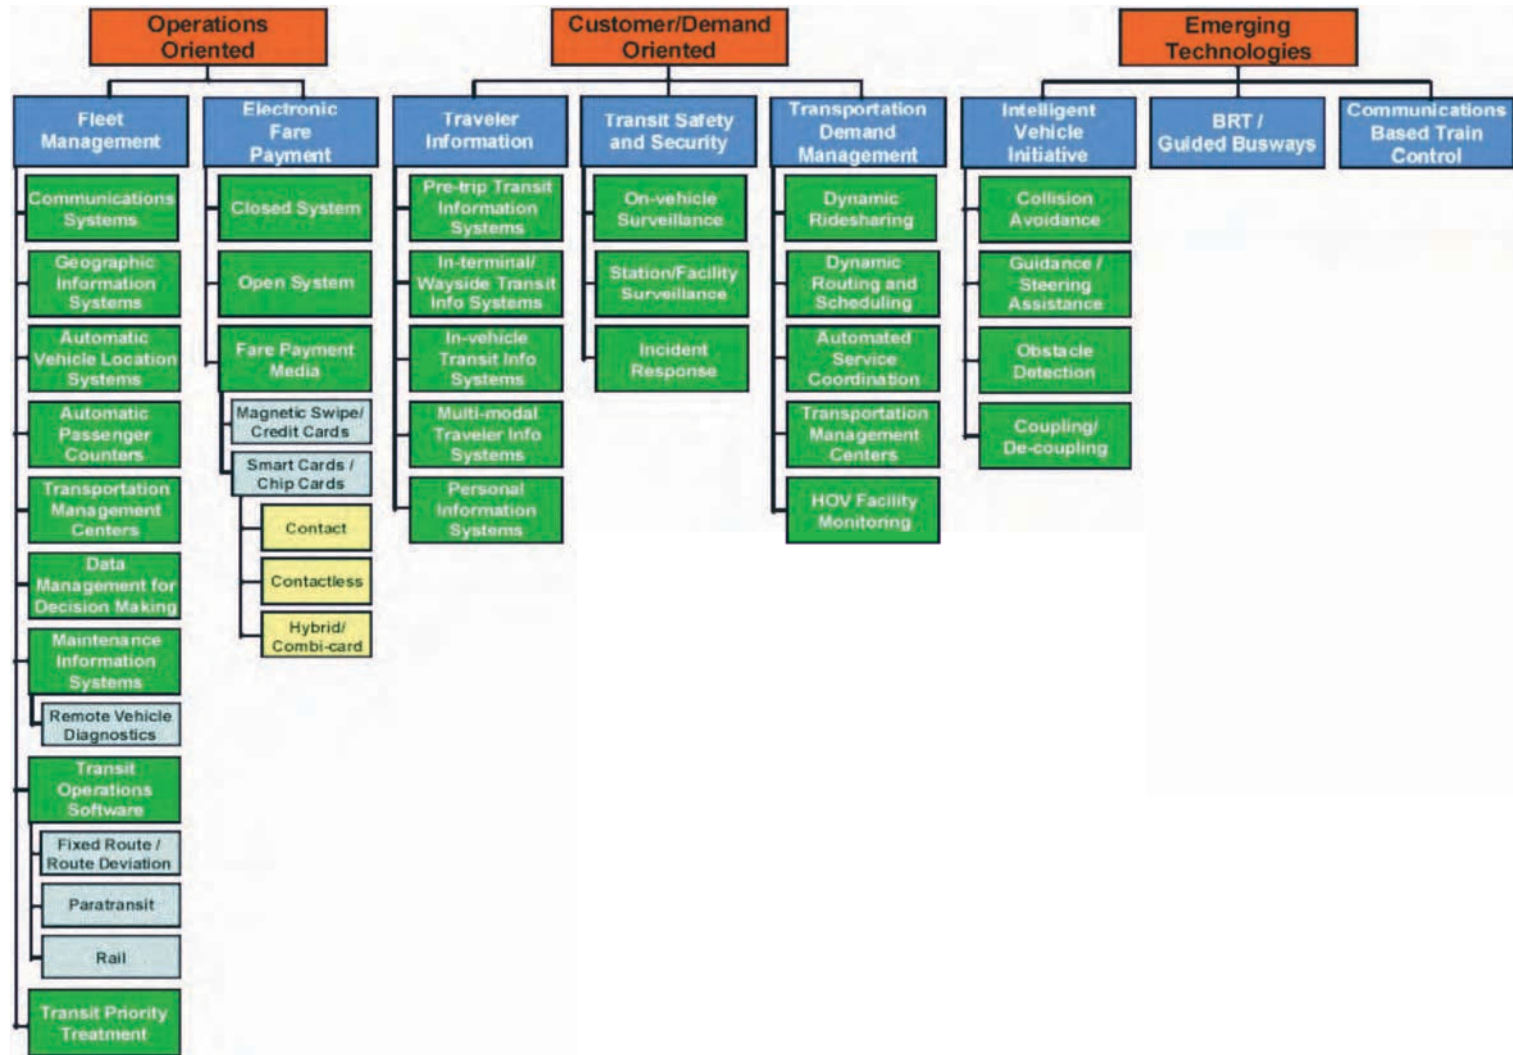 Operations
Oriented
Customer/Demand
Oriented
Emerging
Technologies
Fleet
Management
Electronic
Fare
Payment
Traveler
Information
Transit Safety
and Security
Transportation
Demand
Management
Intelligent
Vehicle
Initiative
BRT /
Guided Busways
Communications
Based Train
Control
Communications
Systems
Geographic
Information
Systems
Automatic
Vehicle Location
Systems
Automatic
Passenger
Counters
Transportation
Management
Centers
Data
Management for
Decision Making
Maintenance
Information
Systems
Remote Vehicle
Diagnostics
Transit
Operations
Software
Fixed Route /
Route Deviation
Paratransit
Rail
Transit Priority
Treatment
Closed System
Open System
Fare Payment
Media
Magnetic Swipe/
Credit Cards
Smart Cards /
Chip Cards
Contact
Contactless
Hybrid/
Combi-card
Pre-trip Transit
Information
Systems
In-terminal/
Wayside Transit
Info Systems
In-vehicle
Transit Info
Systems
Multi-modal
Traveler Info
Systems
Personal
Information
Systems
On-vehicle
Surveillance
Station/Facility
Surveillance
Incident
Response
Dynamic
Ridesharing
Dynamic
Routing and
Scheduling
Automated
Service
Coordination
Transportation
Management
Centers
HOV Facility
Monitoring
Collision
Avoidance
Guidance /
Steering
Assistance
Obstacle
Detection
Coupling/
De-coupling